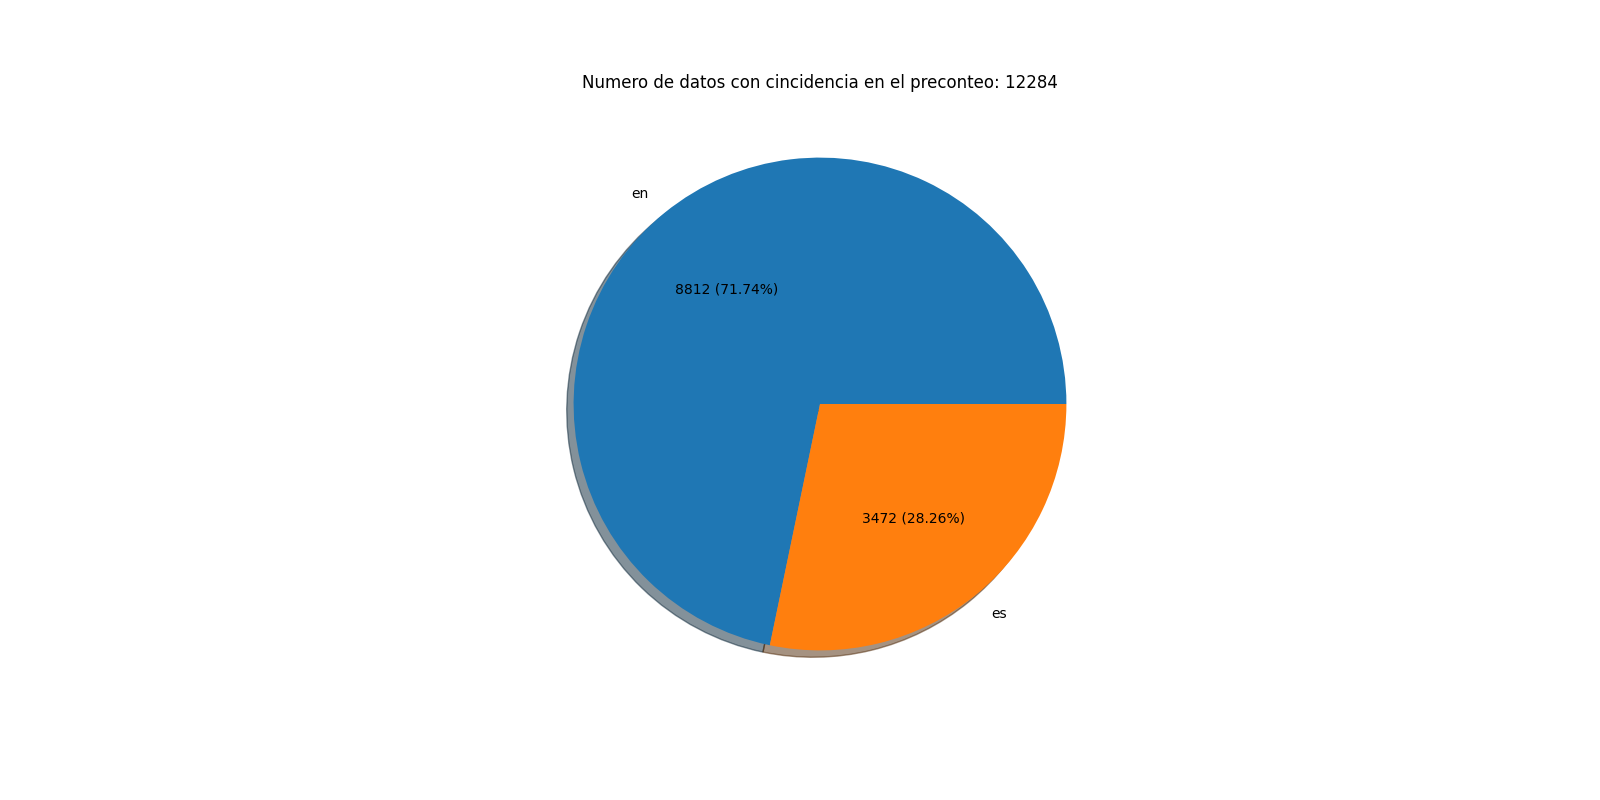 Numero de datos con cincidencia en el preconteo: 12284
en
8812 (71.74%)
3472 (28.26%)
es